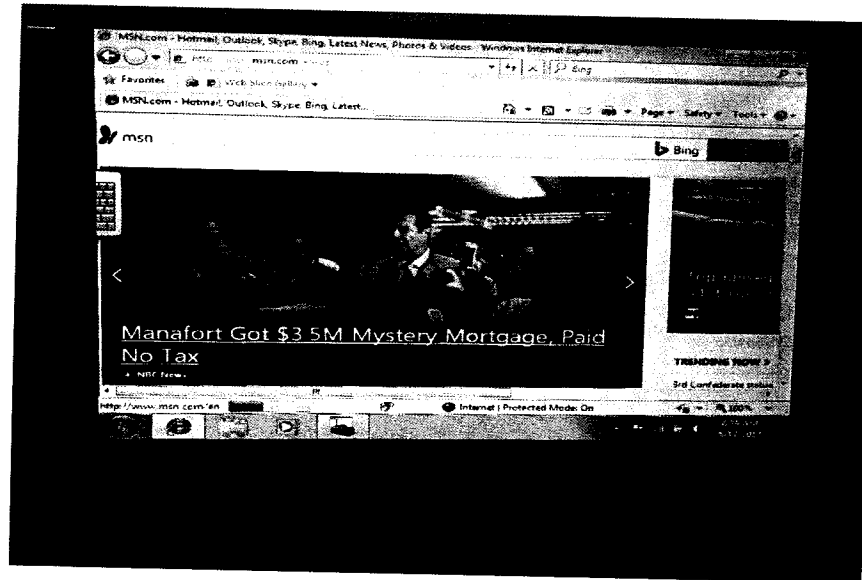 MSN.com - Hotmail, Outlook, Skype, Bing, Latest News, Photos & Videos - Windows Internet Explorer
http msn.com
Bing
Favorites Web Slice Gallery
MSN.com - Hotmail, Outlook, Skype, Bing, Latest...
Page Safety Tools
msn
Bing
Manafort Got $3.5M Mystery Mortgage, Paid
No Tax
NBC News
TRENDING NOW
3rd Confederate statue
http://www.msn.com/en
Internet | Protected Mode: On
100%